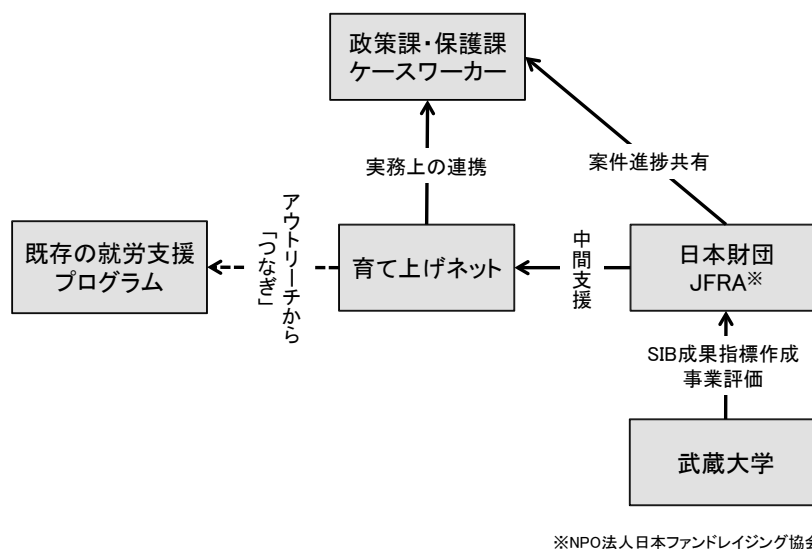 政策課・保護課
ケースワーカー
実務上の連携
案件進捗共有
既存の就労支援
プログラム
アウトリーチから
「つなぎ」
育て上げネット
中間支援
日本財団
JFRA※
SIB成果指標作成
事業評価
武蔵大学
※NPO法人日本ファンドレイジング協会